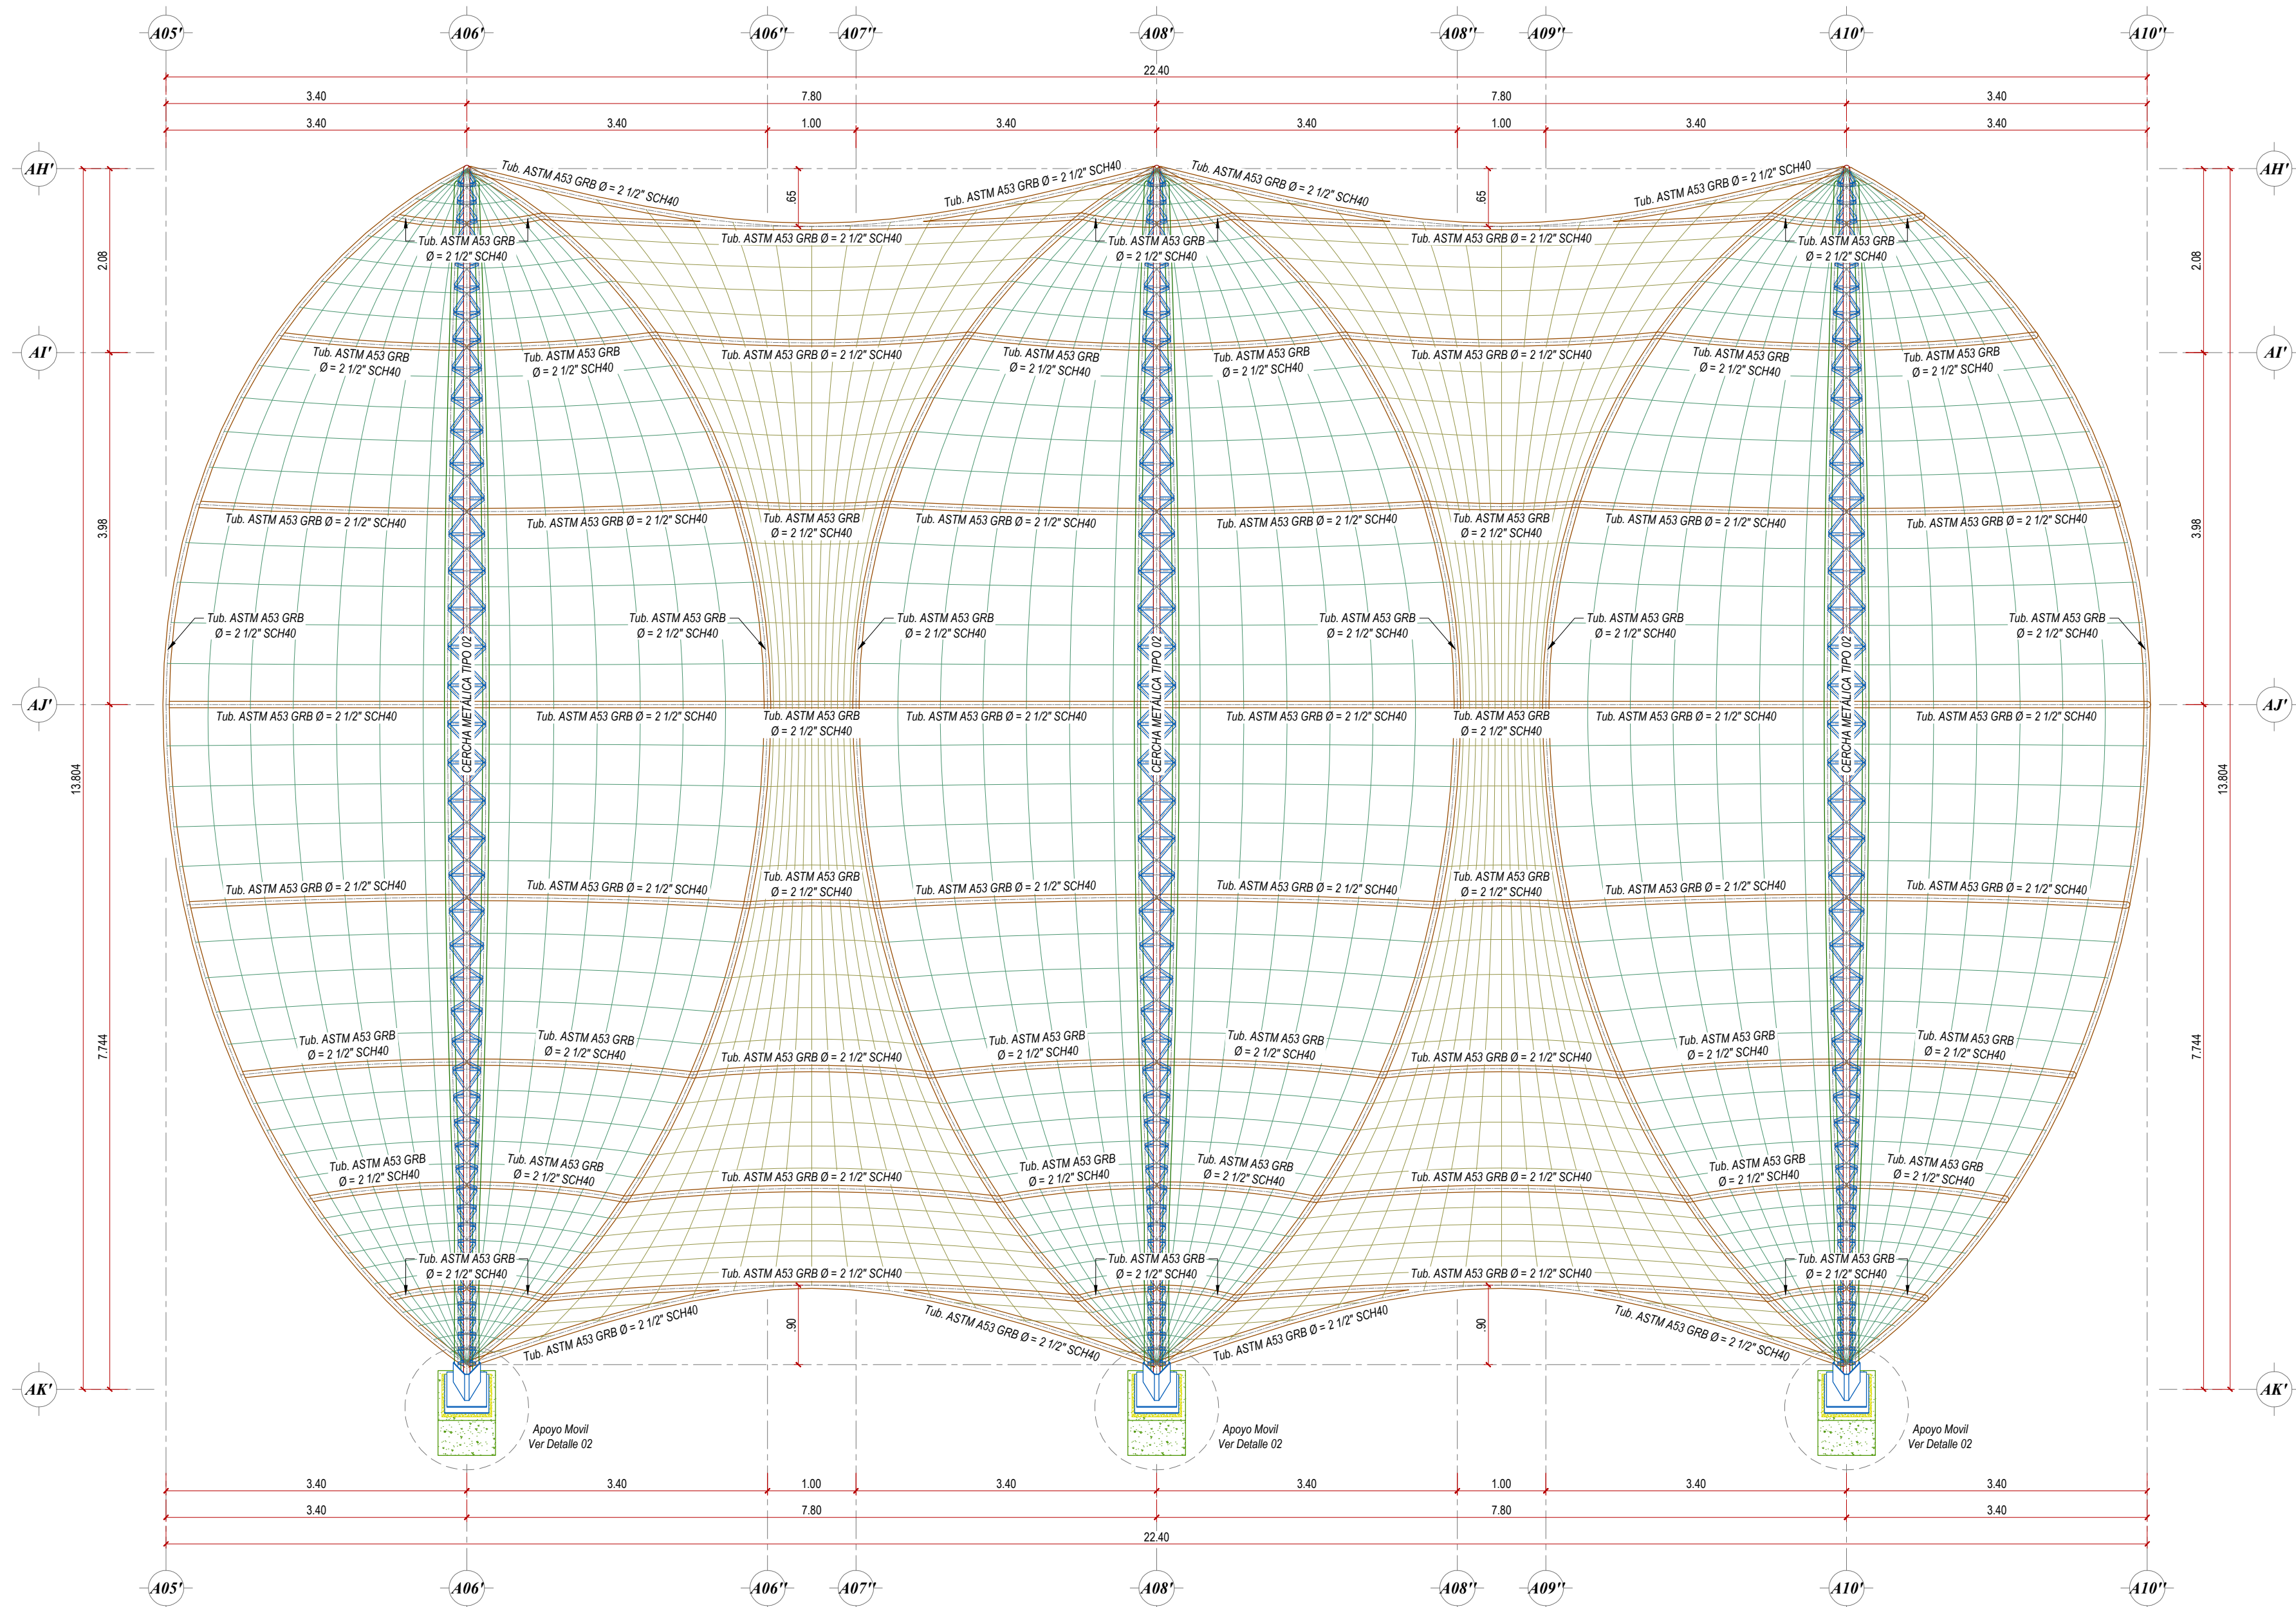 A05'
A06'
A06''
A07''
A08'
A08''
A09''
A10'
A10''
22.40
3.40
7.80
7.80
3.40
3.40
3.40
1.00
3.40
3.40
1.00
3.40
3.40
AH'
AH'
Tub. ASTM A53 GRB Ø = 2 1/2" SCH40
.65
Tub. ASTM A53 GRB Ø = 2 1/2" SCH40
Tub. ASTM A53 GRB Ø = 2 1/2" SCH40
.65
Tub. ASTM A53 GRB Ø = 2 1/2" SCH40
Tub. ASTM A53 GRB
Ø = 2 1/2" SCH40
Tub. ASTM A53 GRB Ø = 2 1/2" SCH40
Tub. ASTM A53 GRB
Ø = 2 1/2" SCH40
Tub. ASTM A53 GRB Ø = 2 1/2" SCH40
Tub. ASTM A53 GRB
Ø = 2 1/2" SCH40
2.08
2.08
AI'
AI'
Tub. ASTM A53 GRB
Ø = 2 1/2" SCH40
Tub. ASTM A53 GRB
Ø = 2 1/2" SCH40
Tub. ASTM A53 GRB Ø = 2 1/2" SCH40
Tub. ASTM A53 GRB
Ø = 2 1/2" SCH40
Tub. ASTM A53 GRB
Ø = 2 1/2" SCH40
Tub. ASTM A53 GRB Ø = 2 1/2" SCH40
Tub. ASTM A53 GRB
Ø = 2 1/2" SCH40
Tub. ASTM A53 GRB
Ø = 2 1/2" SCH40
3.98
3.98
Tub. ASTM A53 GRB Ø = 2 1/2" SCH40
Tub. ASTM A53 GRB Ø = 2 1/2" SCH40
Tub. ASTM A53 GRB
Ø = 2 1/2" SCH40
Tub. ASTM A53 GRB Ø = 2 1/2" SCH40
Tub. ASTM A53 GRB Ø = 2 1/2" SCH40
Tub. ASTM A53 GRB
Ø = 2 1/2" SCH40
Tub. ASTM A53 GRB Ø = 2 1/2" SCH40
Tub. ASTM A53 GRB Ø = 2 1/2" SCH40
Tub. ASTM A53 GRB
Ø = 2 1/2" SCH40
Tub. ASTM A53 GRB
Ø = 2 1/2" SCH40
Tub. ASTM A53 GRB
Ø = 2 1/2" SCH40
Tub. ASTM A53 GRB
Ø = 2 1/2" SCH40
Tub. ASTM A53 GRB
Ø = 2 1/2" SCH40
Tub. ASTM A53 GRB
Ø = 2 1/2" SCH40
CERCHA METALICA TIPO 02
CERCHA METALICA TIPO 02
CERCHA METALICA TIPO 02
AJ'
AJ'
Tub. ASTM A53 GRB Ø = 2 1/2" SCH40
Tub. ASTM A53 GRB Ø = 2 1/2" SCH40
Tub. ASTM A53 GRB
Ø = 2 1/2" SCH40
Tub. ASTM A53 GRB Ø = 2 1/2" SCH40
Tub. ASTM A53 GRB Ø = 2 1/2" SCH40
Tub. ASTM A53 GRB
Ø = 2 1/2" SCH40
Tub. ASTM A53 GRB Ø = 2 1/2" SCH40
Tub. ASTM A53 GRB Ø = 2 1/2" SCH40
13.804
13.804
Tub. ASTM A53 GRB Ø = 2 1/2" SCH40
Tub. ASTM A53 GRB Ø = 2 1/2" SCH40
Tub. ASTM A53 GRB
Ø = 2 1/2" SCH40
Tub. ASTM A53 GRB Ø = 2 1/2" SCH40
Tub. ASTM A53 GRB Ø = 2 1/2" SCH40
Tub. ASTM A53 GRB
Ø = 2 1/2" SCH40
Tub. ASTM A53 GRB Ø = 2 1/2" SCH40
Tub. ASTM A53 GRB Ø = 2 1/2" SCH40
7.744
7.744
Tub. ASTM A53 GRB
Ø = 2 1/2" SCH40
Tub. ASTM A53 GRB
Ø = 2 1/2" SCH40
Tub. ASTM A53 GRB Ø = 2 1/2" SCH40
Tub. ASTM A53 GRB
Ø = 2 1/2" SCH40
Tub. ASTM A53 GRB
Ø = 2 1/2" SCH40
Tub. ASTM A53 GRB Ø = 2 1/2" SCH40
Tub. ASTM A53 GRB
Ø = 2 1/2" SCH40
Tub. ASTM A53 GRB
Ø = 2 1/2" SCH40
Tub. ASTM A53 GRB
Ø = 2 1/2" SCH40
Tub. ASTM A53 GRB
Ø = 2 1/2" SCH40
Tub. ASTM A53 GRB Ø = 2 1/2" SCH40
Tub. ASTM A53 GRB
Ø = 2 1/2" SCH40
Tub. ASTM A53 GRB
Ø = 2 1/2" SCH40
Tub. ASTM A53 GRB Ø = 2 1/2" SCH40
Tub. ASTM A53 GRB
Ø = 2 1/2" SCH40
Tub. ASTM A53 GRB
Ø = 2 1/2" SCH40
Tub. ASTM A53 GRB
Ø = 2 1/2" SCH40
Tub. ASTM A53 GRB Ø = 2 1/2" SCH40
Tub. ASTM A53 GRB
Ø = 2 1/2" SCH40
Tub. ASTM A53 GRB Ø = 2 1/2" SCH40
Tub. ASTM A53 GRB
Ø = 2 1/2" SCH40
Tub. ASTM A53 GRB Ø = 2 1/2" SCH40
.90
Tub. ASTM A53 GRB Ø = 2 1/2" SCH40
Tub. ASTM A53 GRB Ø = 2 1/2" SCH40
.90
Tub. ASTM A53 GRB Ø = 2 1/2" SCH40
AK'
AK'
Apoyo Movil
Ver Detalle 02
Apoyo Movil
Ver Detalle 02
Apoyo Movil
Ver Detalle 02
3.40
3.40
1.00
3.40
3.40
1.00
3.40
3.40
3.40
7.80
7.80
3.40
22.40
A05'
A06'
A06''
A07''
A08'
A08''
A09''
A10'
A10''